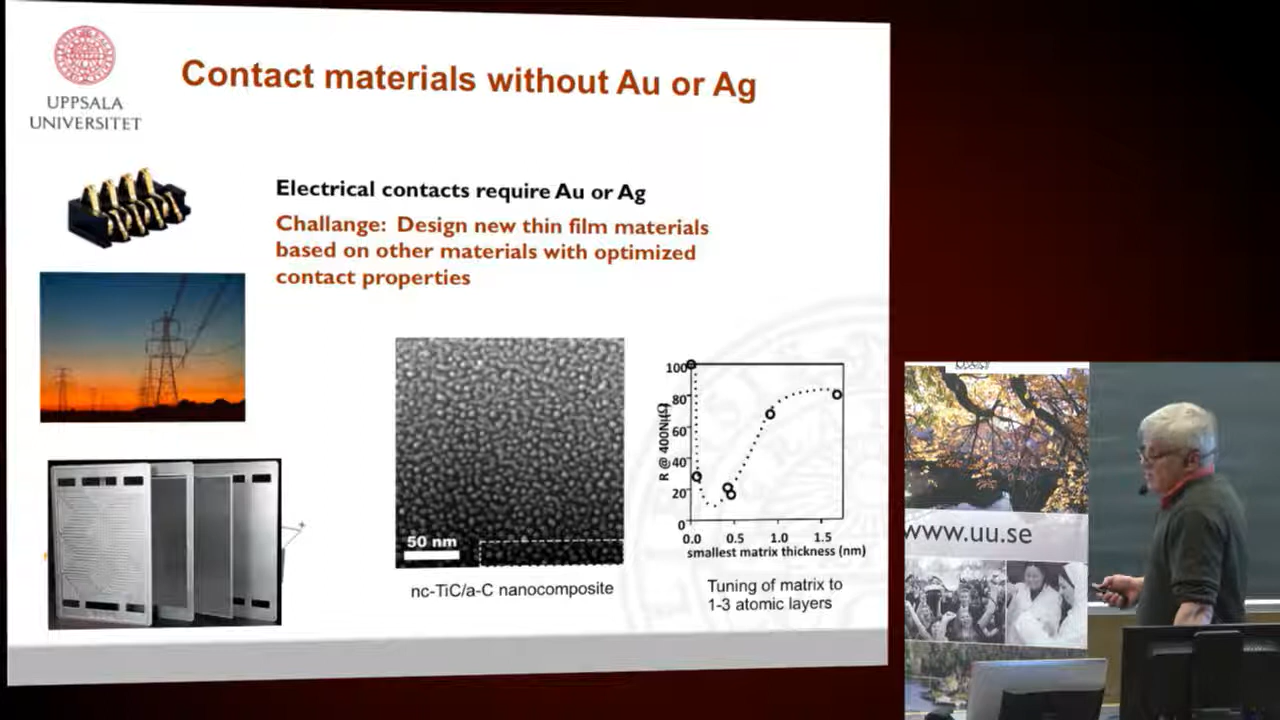 UPPSALA
UNIVERSITET
Contact materials without Au or Ag
Electrical contacts require Au or Ag
Challange: Design new thin film materials
based on other materials with optimized
contact properties
50 nm
nc-TiC/a-C nanocomposite
R @ 400N(Ω)
100
80
60
40
20
0
0.0 0.5 1.0 1.5
smallest matrix thickness (nm)
Tuning of matrix to
1-3 atomic layers
www.uu.se